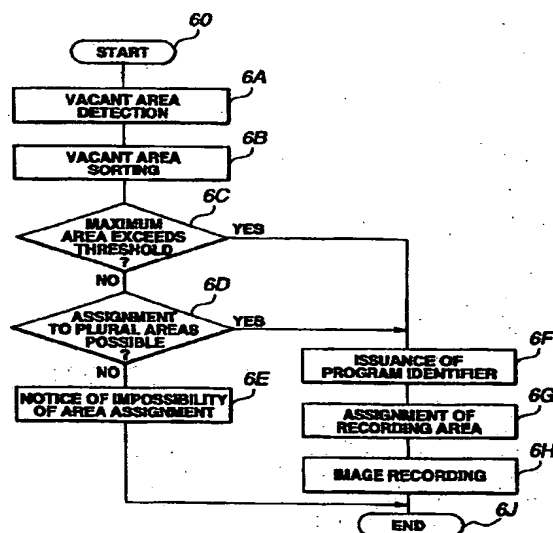 60
START
6A
VACANT AREA
DETECTION
6B
VACANT AREA
SORTING
6C
MAXIMUM
AREA EXCEEDS
THRESHOLD
?
YES
NO
6D
ASSIGNMENT
TO PLURAL AREAS
POSSIBLE
?
YES
NO
6E
NOTICE OF IMPOSSIBILITY
OF AREA ASSIGNMENT
6F
ISSUANCE OF
PROGRAM IDENTIFIER
6G
ASSIGNMENT OF
RECORDING AREA
6H
IMAGE RECORDING
END
6J